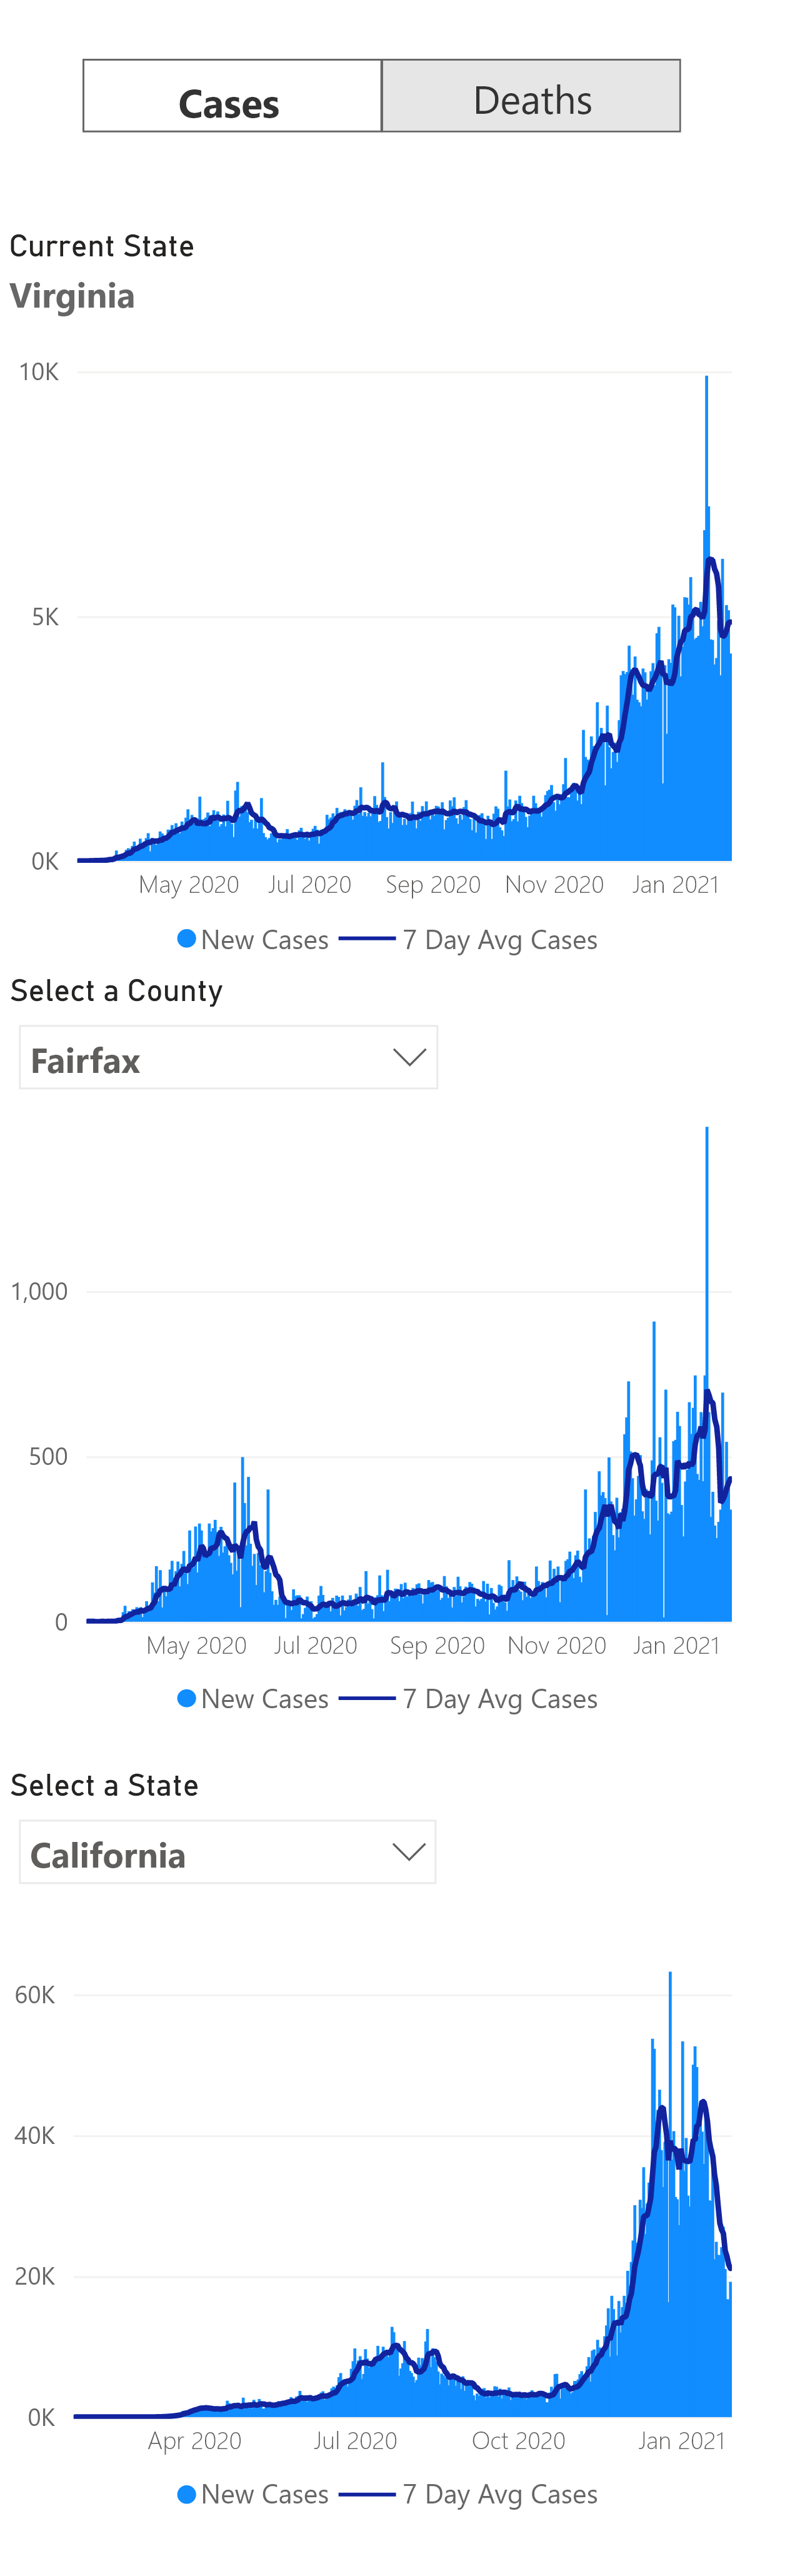 Cases Deaths
Current State
Virginia
10K
5K
0K
May 2020 Jul 2020 Sep 2020 Nov 2020 Jan 2021
New Cases 7 Day Avg Cases
Select a County
Fairfax
1,000
500
0
May 2020 Jul 2020 Sep 2020 Nov 2020 Jan 2021
New Cases 7 Day Avg Cases
Select a State
California
60K
40K
20K
0K
Apr 2020 Jul 2020 Oct 2020 Jan 2021
New Cases 7 Day Avg Cases